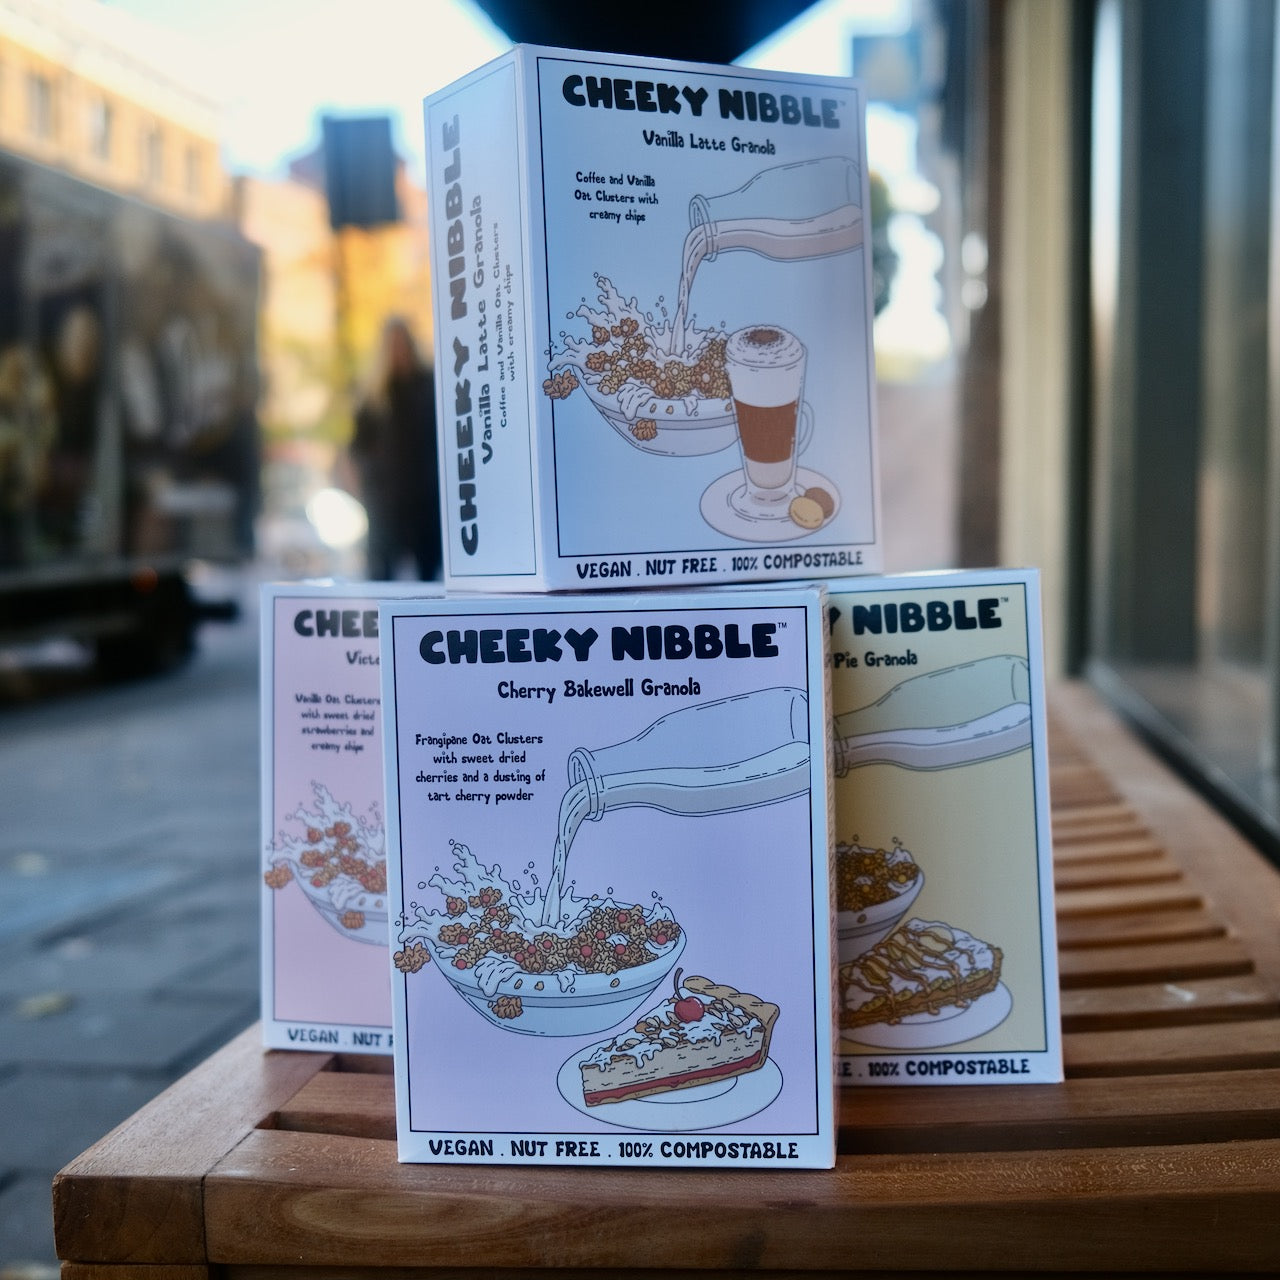 CHEEKY NIBBLE™
Vanilla Latte Granola
Coffee and Vanilla
Oat Clusters with
creamy chips
VEGAN . NUT FREE . 100% COMPOSTABLE
CHEEKY NIBBLE
Vanilla Latte Granola
Coffee and Vanilla Oat Clusters
with creamy chips
CHEE
Victo
Vanilla Oat Clusters
with sweet dried
strawberries and
creamy chips
VEGAN . NUT F
CHEEKY NIBBLE™
Cherry Bakewell Granola
Frangipane Oat Clusters
with sweet dried
cherries and a dusting of
tart cherry powder
VEGAN . NUT FREE . 100% COMPOSTABLE
Y NIBBLE™
Pie Granola
EE . 100% COMPOSTABLE